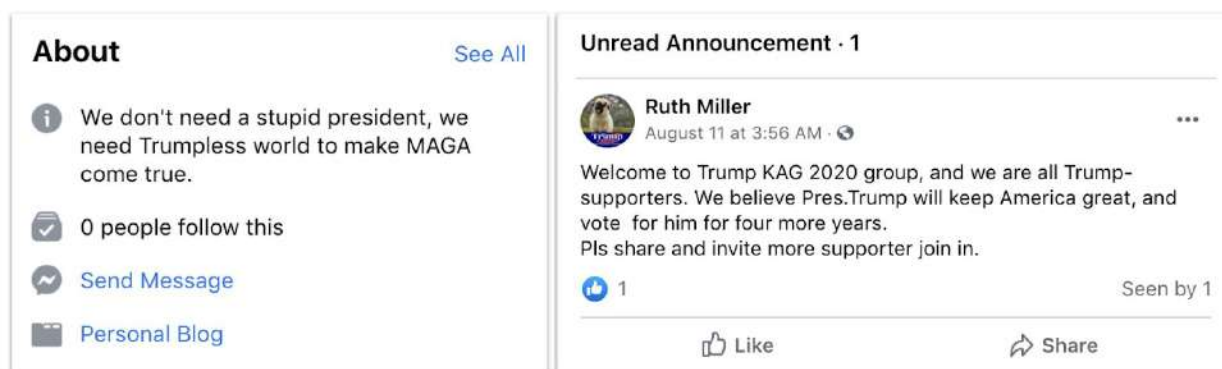 About
See All
We don't need a stupid president, we
need Trumpless world to make MAGA
come true.
0 people follow this
Send Message
Personal Blog
Unread Announcement · 1
Ruth Miller
August 11 at 3:56 AM ·
Trump
Welcome to Trump KAG 2020 group, and we are all Trump-
supporters. We believe Pres.Trump will keep America great, and
vote  for him for four more years.
Pls share and invite more supporter join in.
1
Seen by 1
Like
Share